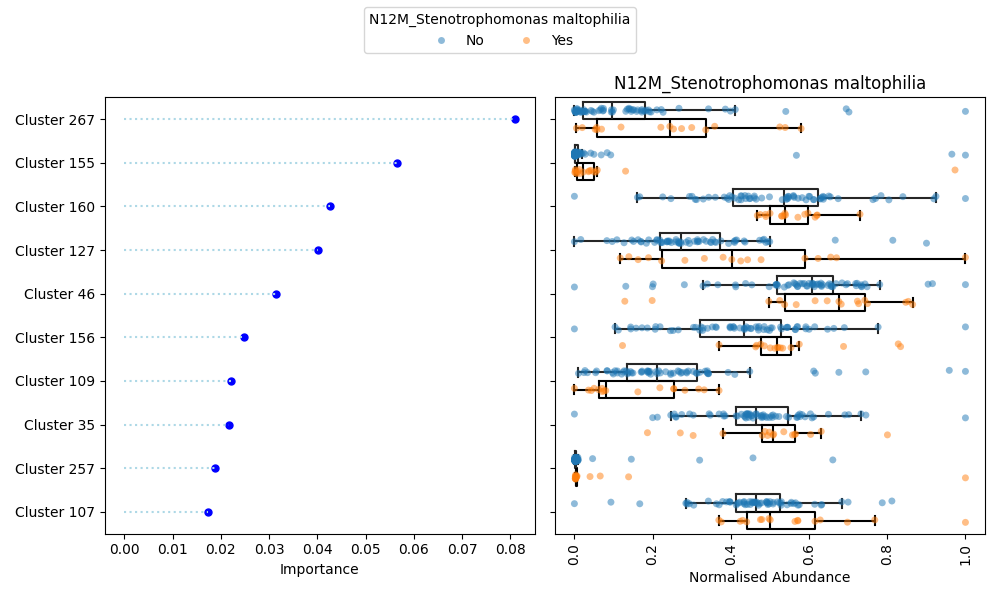 N12M_Stenotrophomonas maltophilia
No Yes
N12M_Stenotrophomonas maltophilia
Cluster 267
Cluster 155
Cluster 160
Cluster 127
Cluster 46
Cluster 156
Cluster 109
Cluster 35
Cluster 257
Cluster 107
0.00 0.01 0.02 0.03 0.04 0.05 0.06 0.07 0.08
Importance
0.0 0.2 0.4 0.6 0.8 1.0
Normalised Abundance